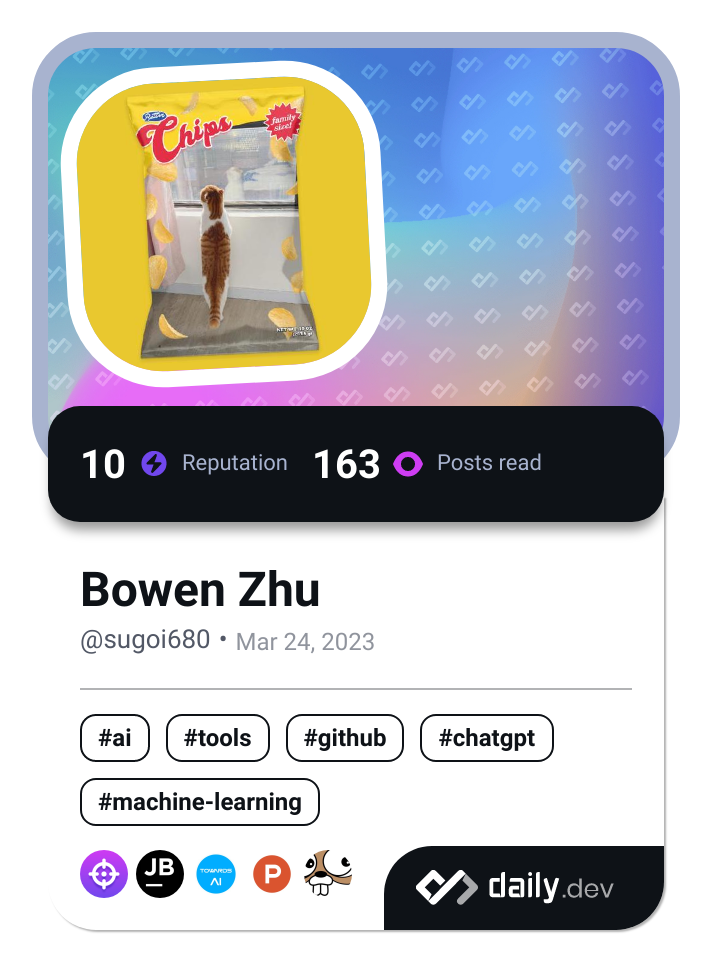 Chips
family
size!
10 Reputation 163 Posts read
Bowen Zhu
@sugoi680 • Mar 24, 2023
#ai #tools #github #chatgpt
#machine-learning
JB TOWARDS AI P
daily.dev